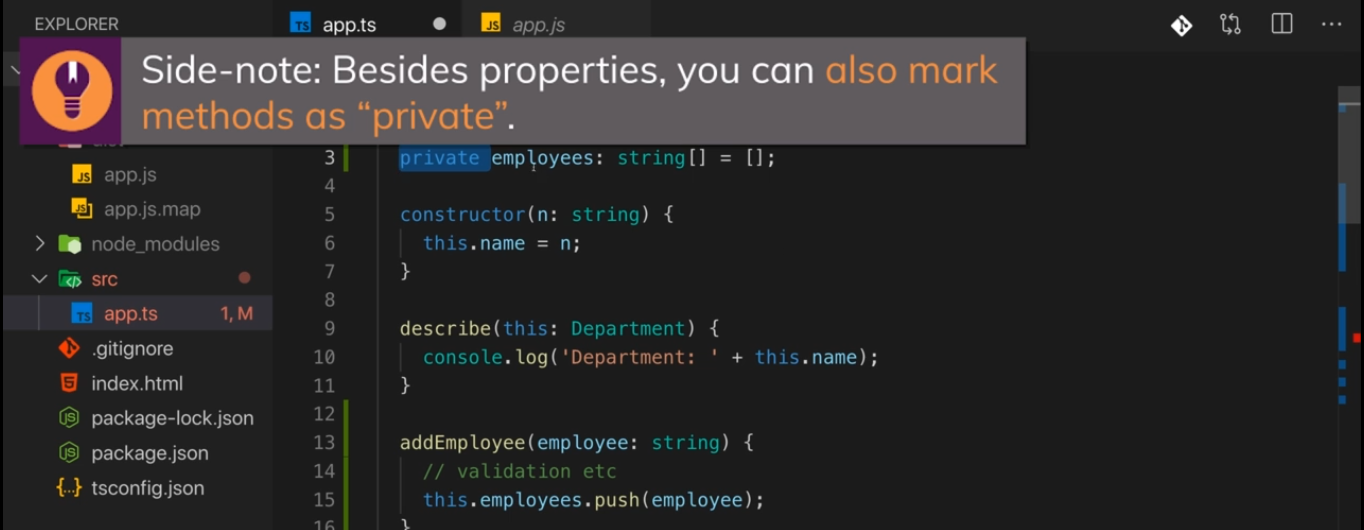 EXPLORER
TS app.ts
JS app.js
Side-note: Besides properties, you can also mark
methods as “private”.
3 private employees: string[] = [];
JS app.js
4
JS app.js.map
5 constructor(n: string) {
node_modules
6 this.name = n;
7 }
src
8
TS app.ts 1, M
9 describe(this: Department) {
.gitignore
10 console.log('Department: ' + this.name);
index.html
11 }
12
package-lock.json
13 addEmployee(employee: string) {
package.json
14 // validation etc
tsconfig.json
15 this.employees.push(employee);
16 }